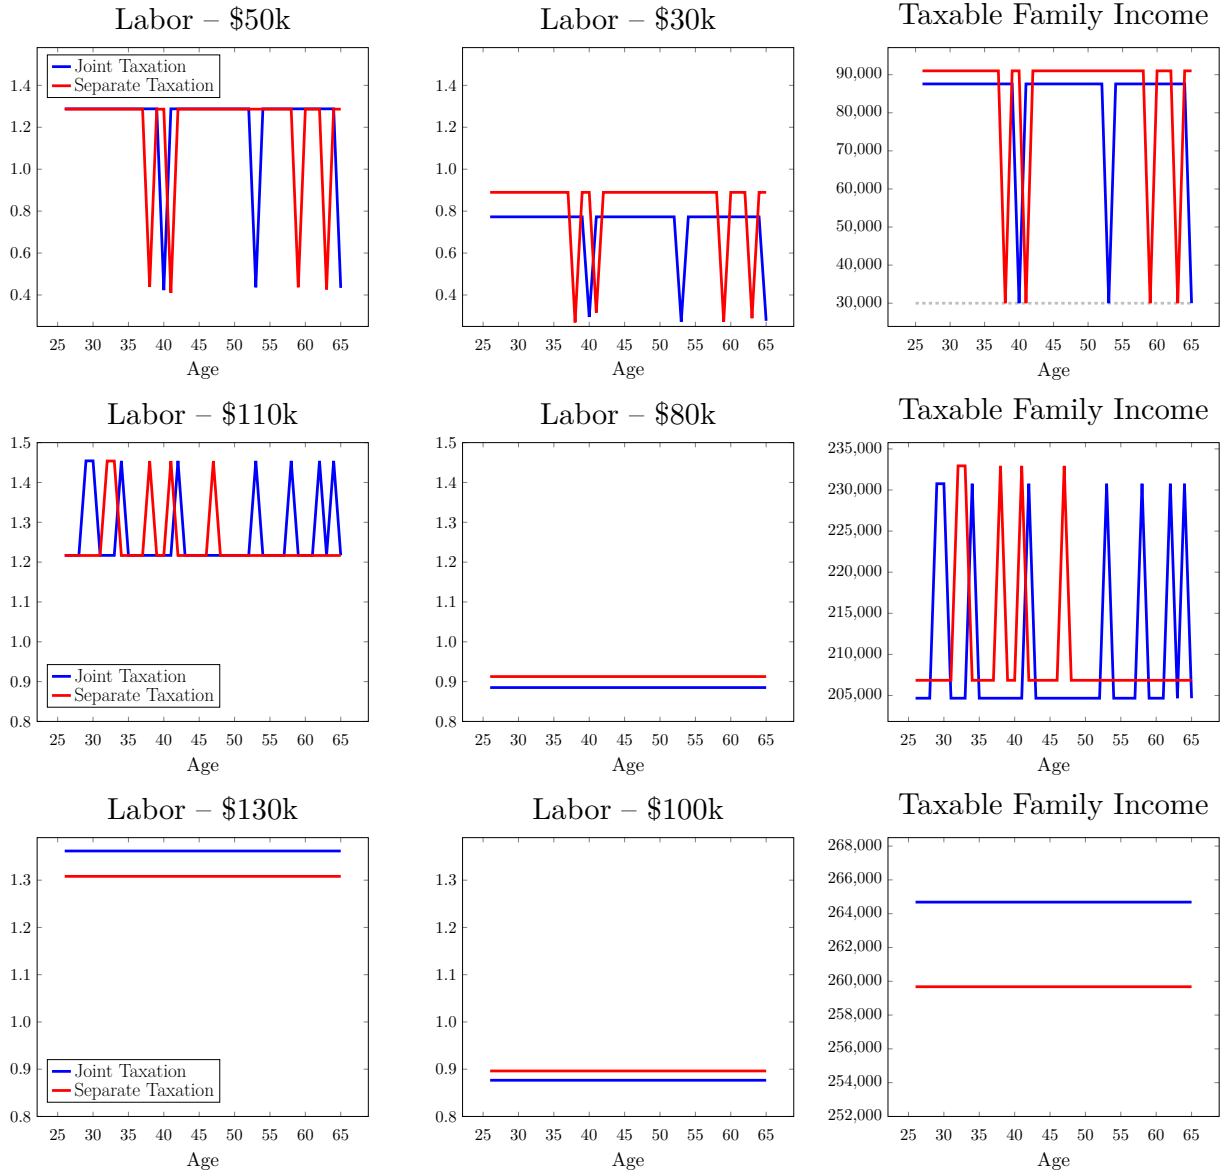 Labor – $50k
Labor – $30k
Taxable Family Income
Joint Taxation
Separate Taxation
1.4
1.2
1.0
0.8
0.6
0.4
25 30 35 40 45 50 55 60 65
Age
1.4
1.2
1.0
0.8
0.6
0.4
25 30 35 40 45 50 55 60 65
Age
90,000
80,000
70,000
60,000
50,000
40,000
30,000
25 30 35 40 45 50 55 60 65
Age
Labor – $110k
Labor – $80k
Taxable Family Income
1.5
1.4
1.3
1.2
1.1
1.0
0.9
0.8
Joint Taxation
Separate Taxation
25 30 35 40 45 50 55 60 65
Age
1.5
1.4
1.3
1.2
1.1
1.0
0.9
0.8
25 30 35 40 45 50 55 60 65
Age
235,000
230,000
225,000
220,000
215,000
210,000
205,000
25 30 35 40 45 50 55 60 65
Age
Labor – $130k
Labor – $100k
Taxable Family Income
1.3
1.2
1.1
1.0
0.9
0.8
Joint Taxation
Separate Taxation
25 30 35 40 45 50 55 60 65
Age
1.3
1.2
1.1
1.0
0.9
0.8
25 30 35 40 45 50 55 60 65
Age
268,000
266,000
264,000
262,000
260,000
258,000
256,000
254,000
252,000
25 30 35 40 45 50 55 60 65
Age